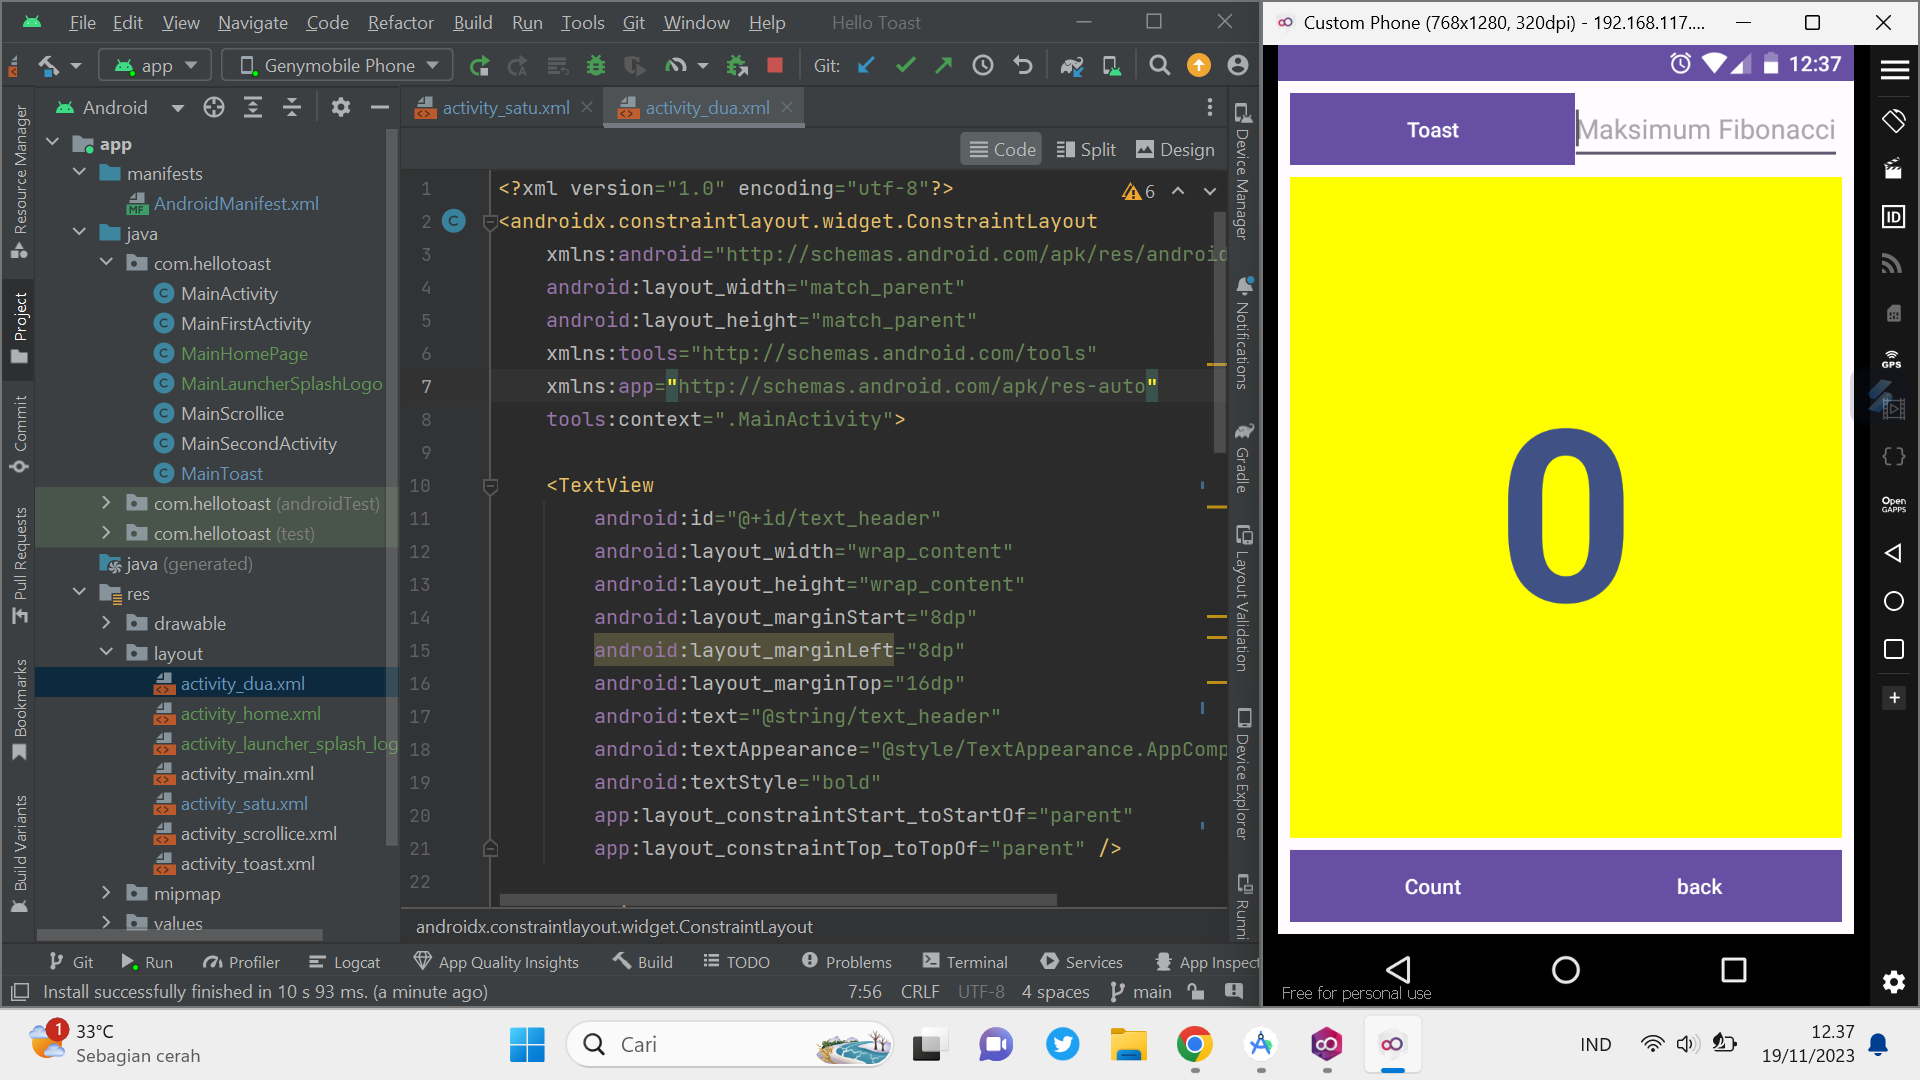 File Edit View Navigate Code Refactor Build Run Tools Git Window Help Hello Toast
Custom Phone (768x1280, 320dpi) - 192.168.117....
app Genymobile Phone Git:
12:37
Android
activity_satu.xml
activity_dua.xml
Toast
Maksimum Fibonacci
Code Split Design
app
manifests
AndroidManifest.xml
java
com.hellotoast
MainActivity
MainFirstActivity
MainHomePage
MainLauncherSplashLogo
MainScrollice
MainSecondActivity
MainToast
com.hellotoast (androidTest)
com.hellotoast (test)
java (generated)
res
drawable
layout
activity_dua.xml
activity_home.xml
activity_launcher_splash_log
activity_main.xml
activity_satu.xml
activity_scrollice.xml
activity_toast.xml
mipmap
values
Resource Manager
Project
Commit
Pull Requests
Bookmarks
Build Variants
6
1 <?xml version="1.0" encoding="utf-8"?>
2 <androidx.constraintlayout.widget.ConstraintLayout
3 xmlns:android="http://schemas.android.com/apk/res/android
4 android:layout_width="match_parent"
5 android:layout_height="match_parent"
6 xmlns:tools="http://schemas.android.com/tools"
7 xmlns:app="http://schemas.android.com/apk/res-auto"
8 tools:context=".MainActivity">
9
10 <TextView
11 android:id="@+id/text_header"
12 android:layout_width="wrap_content"
13 android:layout_height="wrap_content"
14 android:layout_marginStart="8dp"
15 android:layout_marginLeft="8dp"
16 android:layout_marginTop="16dp"
17 android:text="@string/text_header"
18 android:textAppearance="@style/TextAppearance.AppComp
19 android:textStyle="bold"
20 app:layout_constraintStart_toStartOf="parent"
21 app:layout_constraintTop_toTopOf="parent" />
22
androidx.constraintlayout.widget.ConstraintLayout
Device Manager
Notifications
Gradle
Layout Validation
Device Explorer
Runni
0
Count
back
Free for personal use
ID
GPS
Open
GAPPS
Git Run Profiler Logcat App Quality Insights Build TODO Problems Terminal Services App Inspect
Install successfully finished in 10 s 93 ms. (a minute ago)
7:56 CRLF UTF-8 4 spaces main
1
33°C
Sebagian cerah
Cari
IND
12.37
19/11/2023